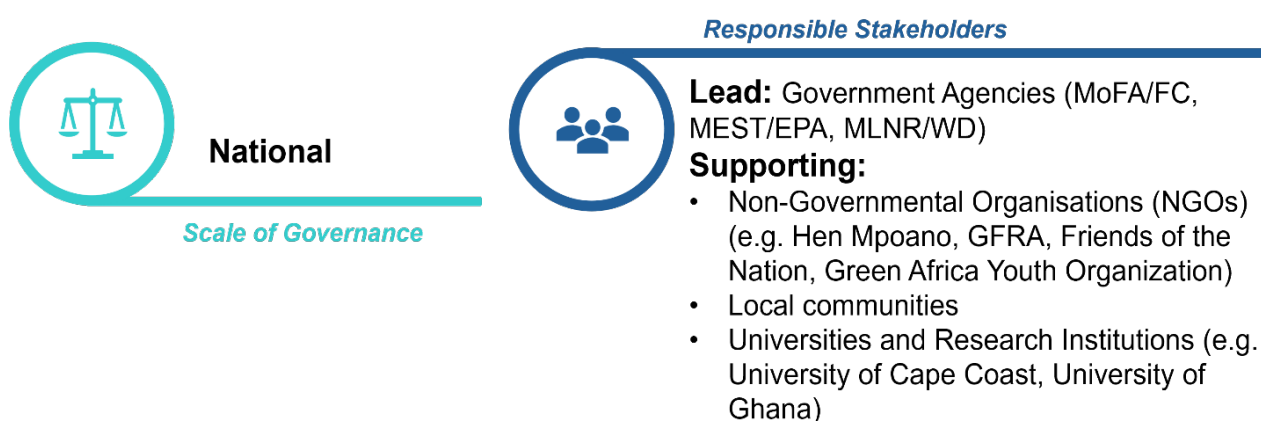 National
Scale of Governance
Responsible Stakeholders
Lead: Government Agencies (MoFA/FC,
MEST/EPA, MLNR/WD)
Supporting:
• Non-Governmental Organisations (NGOs)
(e.g. Hen Mpoano, GFRA, Friends of the
Nation, Green Africa Youth Organization)
• Local communities
• Universities and Research Institutions (e.g.
University of Cape Coast, University of
Ghana)